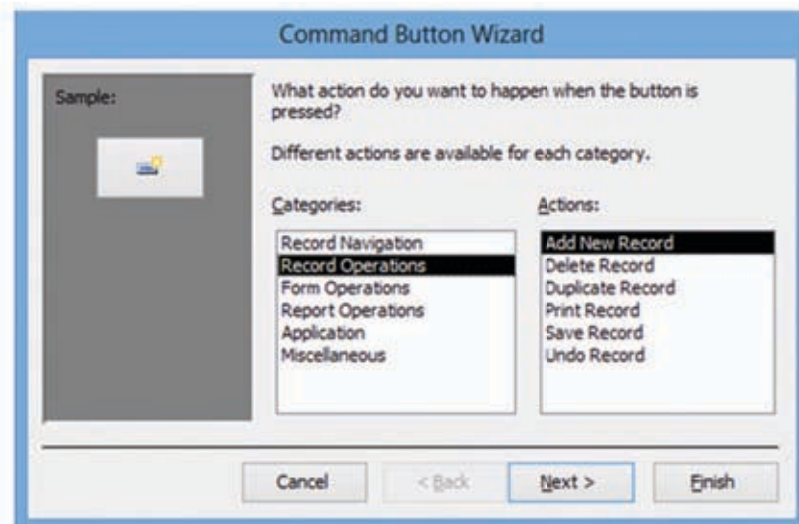 Command Button Wizard
Sample:
What action do you want to happen when the button is
pressed?
Different actions are available for each category.
Categories:
Record Navigation
Record Operations
Form Operations
Report Operations
Application
Miscellaneous
Actions:
Add New Record
Delete Record
Duplicate Record
Print Record
Save Record
Undo Record
Cancel
< Back
Next >
Finish